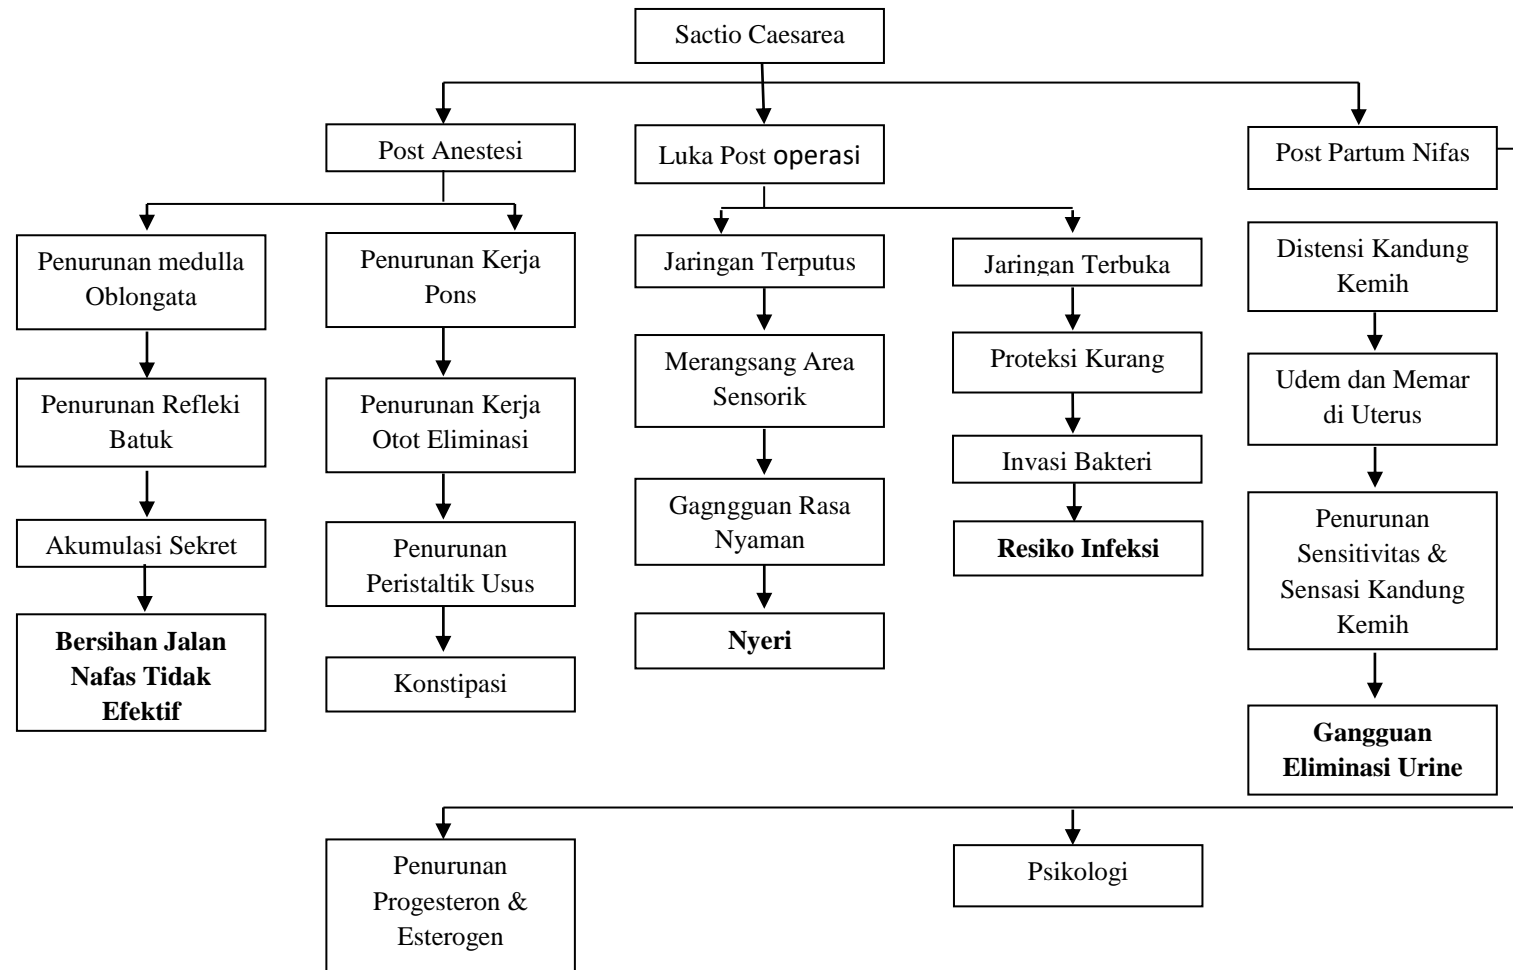 Sactio Caesarea
Post Anestesi
Luka Post operasi
Post Partum Nifas
Penurunan medulla
Oblongata
Penurunan Kerja
Pons
Jaringan Terputus
Jaringan Terbuka
Distensi Kandung
Kemih
Penurunan Refleki
Batuk
Penurunan Kerja
Otot Eliminasi
Merangsang Area
Sensorik
Proteksi Kurang
Udem dan Memar
di Uterus
Akumulasi Sekret
Penurunan
Peristaltik Usus
Gagngguan Rasa
Nyaman
Invasi Bakteri
Penurunan
Sensitivitas &
Sensasi Kandung
Kemih
Bersihan Jalan
Nafas Tidak
Efektif
Konstipasi
Nyeri
Resiko Infeksi
Gangguan
Eliminasi Urine
Penurunan
Progesteron &
Esterogen
Psikologi